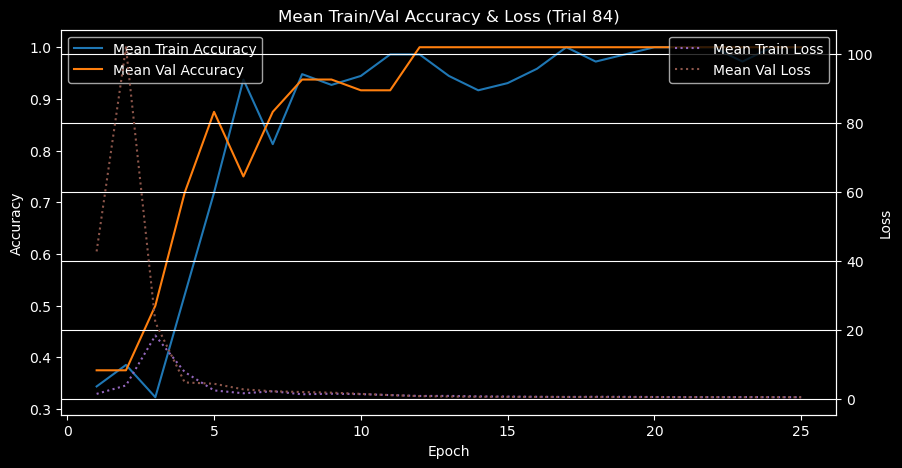 Mean Train/Val Accuracy & Loss (Trial 84)
Mean Train Accuracy
Mean Val Accuracy
Mean Train Loss
Mean Val Loss
1.0
0.9
0.8
0.7
0.6
0.5
0.4
0.3
Accuracy
100
80
60
40
20
0
Loss
0
5
10
15
20
25
Epoch